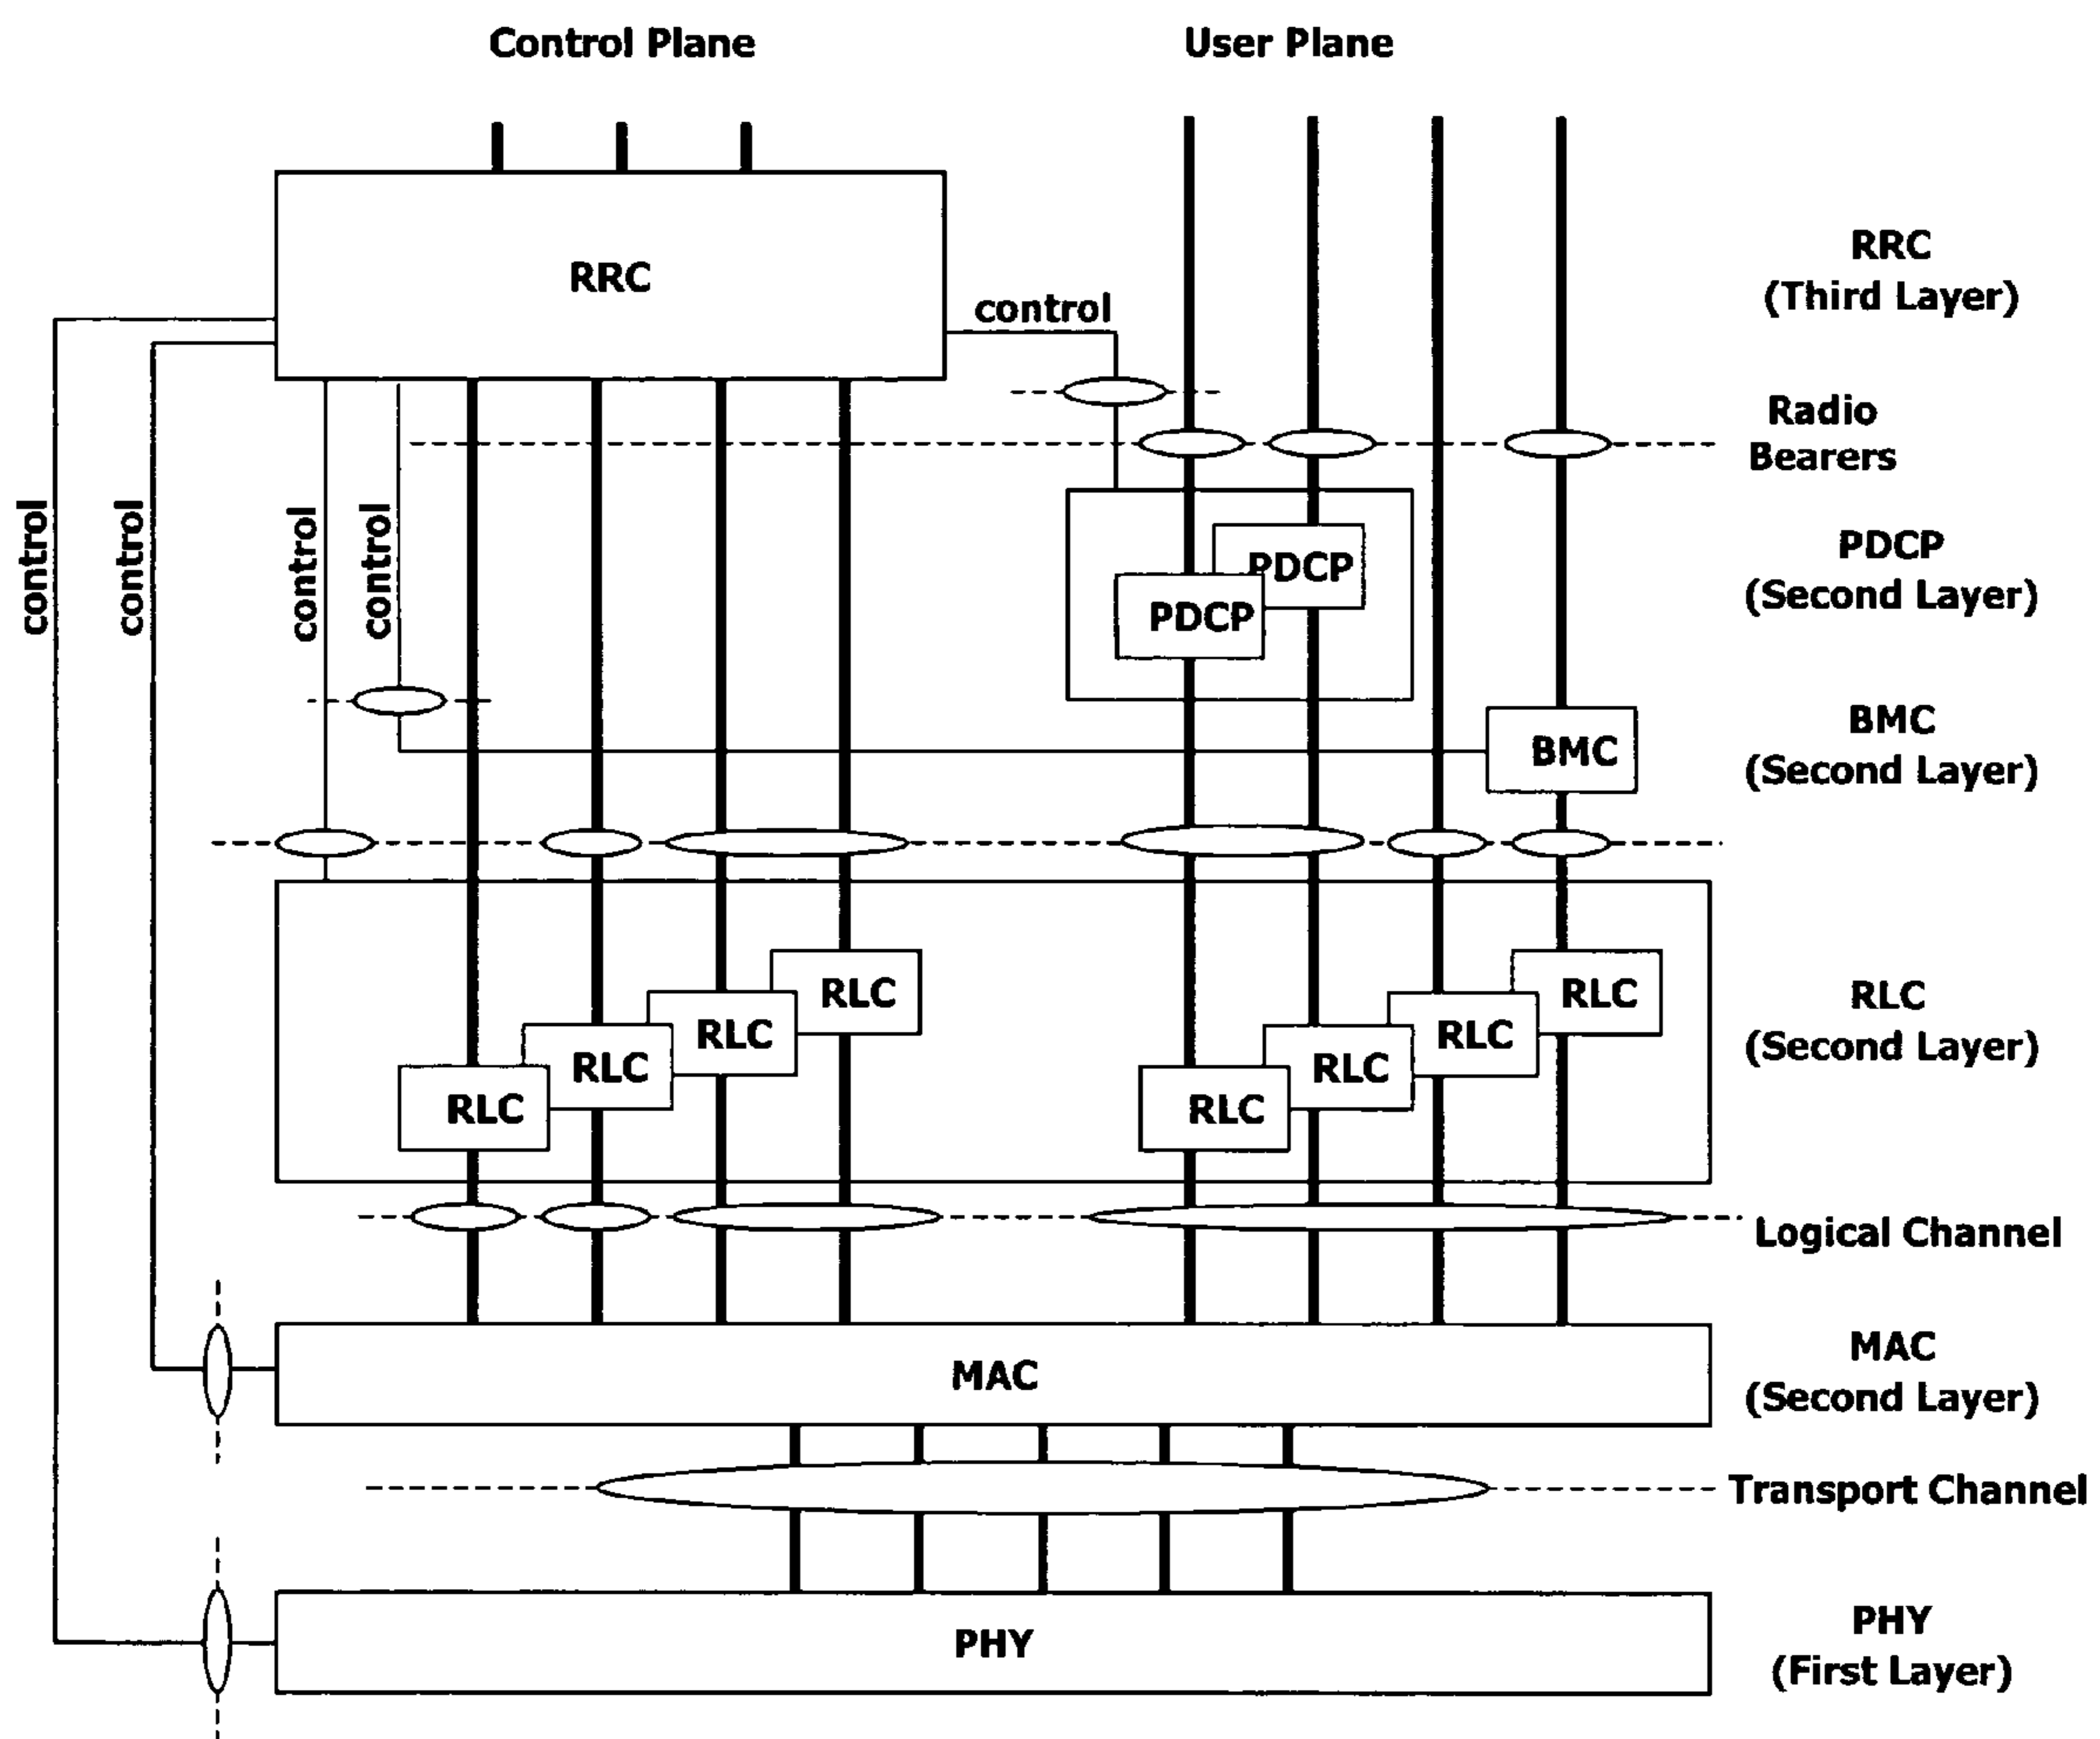 Control Plane
User Plane
RRC
control
RRC
(Third Layer)
Radio
Bearers
control
control
control
control
PDCP
PDCP
PDCP
(Second Layer)
BMC
BMC
(Second Layer)
RLC
RLC
RLC
RLC
RLC
RLC
RLC
RLC
RLC
(Second Layer)
Logical Channel
MAC
MAC
(Second Layer)
Transport Channel
PHY
PHY
(First Layer)